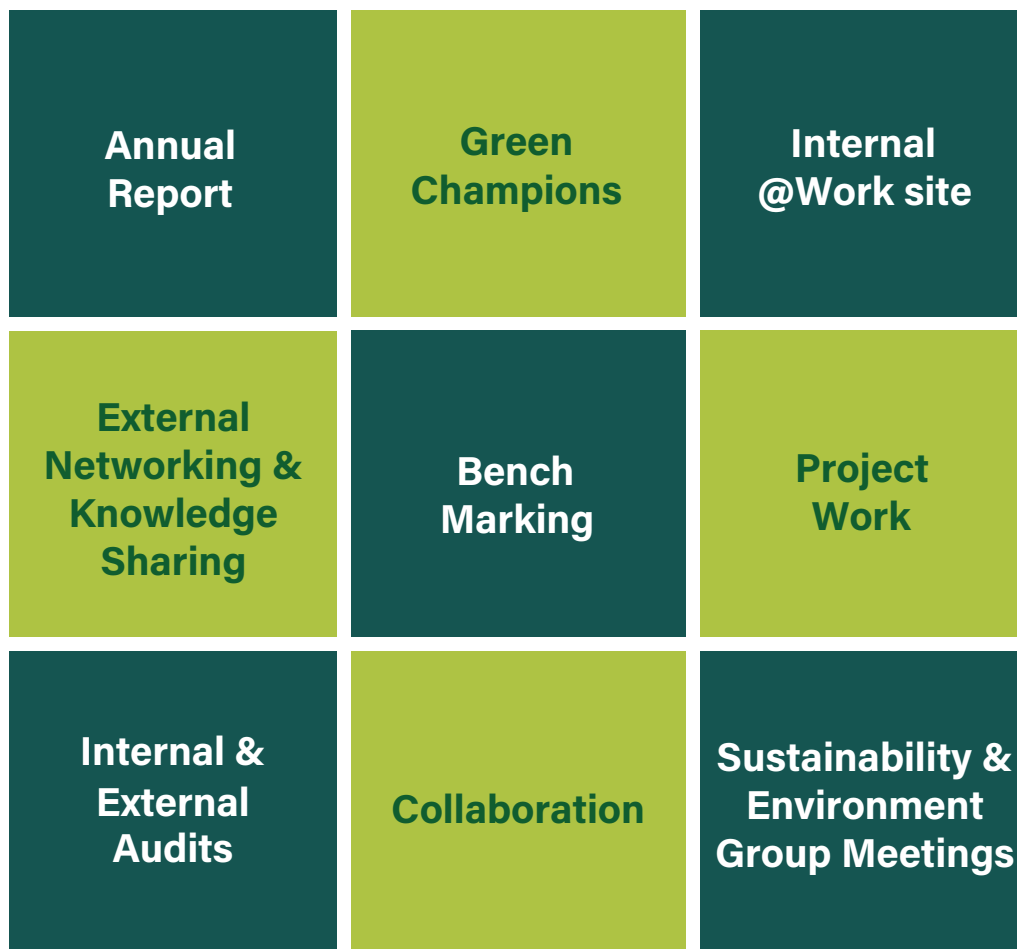 Annual
Report
Green
Champions
Internal
@Work site
External
Networking &
Knowledge
Sharing
Bench
Marking
Project
Work
Internal &
External
Audits
Collaboration
Sustainability &
Environment
Group Meetings